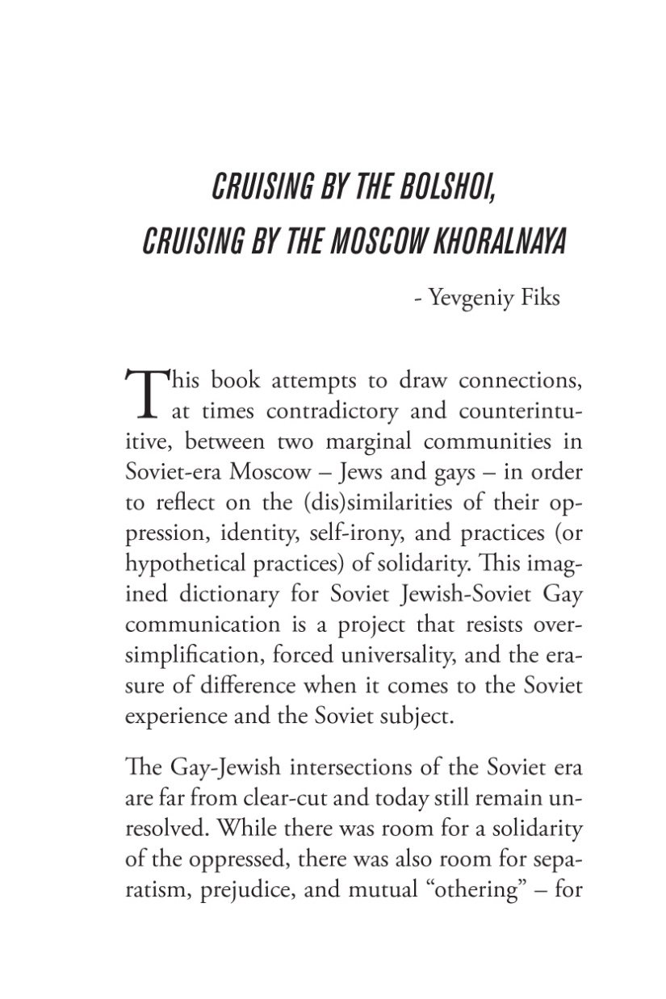 CRUISING BY THE BOLSHOI,
CRUISING BY THE MOSCOW KHORALNAYA
- Yevgeniy Fiks
This book attempts to draw connections,
at times contradictory and counterintu-
itive, between two marginal communities in
Soviet-era Moscow – Jews and gays – in order
to reflect on the (dis)similarities of their op-
pression, identity, self-irony, and practices (or
hypothetical practices) of solidarity. This imag-
ined dictionary for Soviet Jewish-Soviet Gay
communication is a project that resists over-
simplification, forced universality, and the era-
sure of difference when it comes to the Soviet
experience and the Soviet subject.
The Gay-Jewish intersections of the Soviet era
are far from clear-cut and today still remain un-
resolved. While there was room for a solidarity
of the oppressed, there was also room for sepa-
ratism, prejudice, and mutual “othering” – for